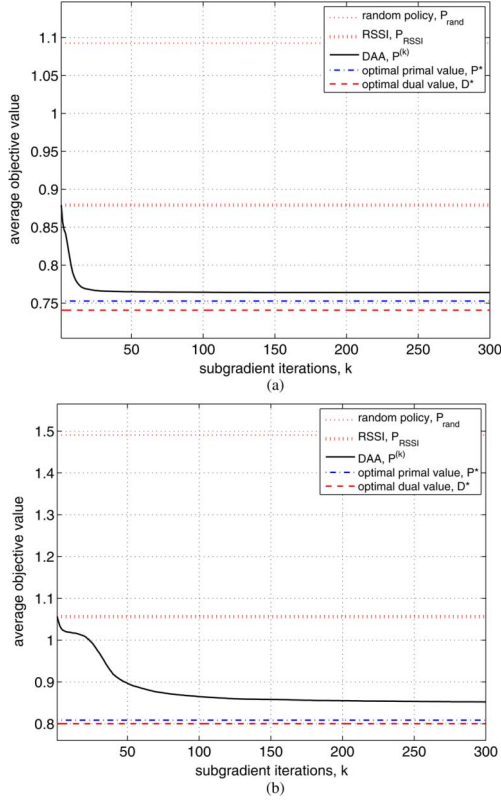 random policy, P_rand
RSSI, P_RSSI
DAA, P^(k)
optimal primal value, P*
optimal dual value, D*
1.1
1.05
1
0.95
0.9
0.85
0.8
0.75
average objective value
50 100 150 200 250 300
subgradient iterations, k
(a)
random policy, P_rand
RSSI, P_RSSI
DAA, P^(k)
optimal primal value, P*
optimal dual value, D*
1.5
1.4
1.3
1.2
1.1
1
0.9
0.8
average objective value
50 100 150 200 250 300
subgradient iterations, k
(b)